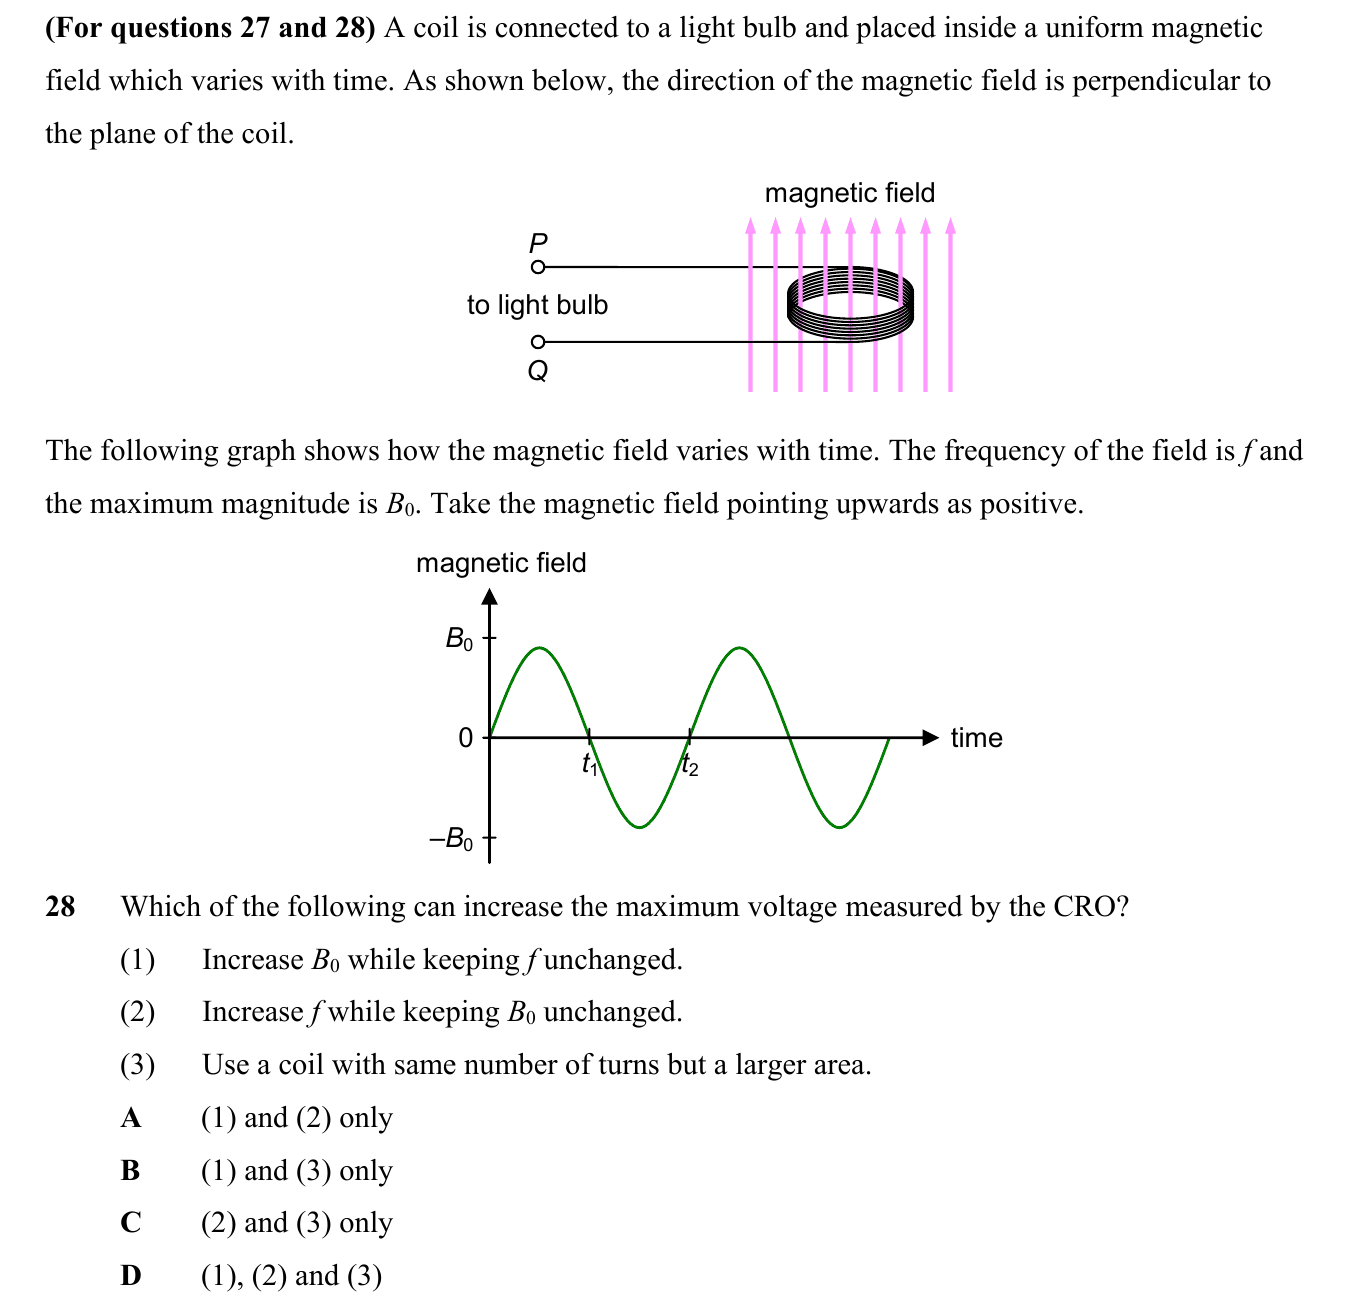 (For questions 27 and 28) A coil is connected to a light bulb and placed inside a uniform magnetic
field which varies with time. As shown below, the direction of the magnetic field is perpendicular to
the plane of the coil.
magnetic field
P
to light bulb
Q
The following graph shows how the magnetic field varies with time. The frequency of the field is f and
the maximum magnitude is B₀. Take the magnetic field pointing upwards as positive.
magnetic field
B₀
0
time
t₁
t₂
–B₀
28 Which of the following can increase the maximum voltage measured by the CRO?
(1) Increase B₀ while keeping f unchanged.
(2) Increase f while keeping B₀ unchanged.
(3) Use a coil with same number of turns but a larger area.
A (1) and (2) only
B (1) and (3) only
C (2) and (3) only
D (1), (2) and (3)